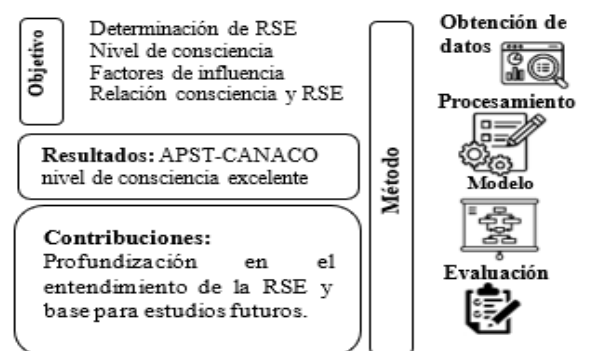 Objetivo
Determinación de RSE
Nivel de consciencia
Factores de influencia
Relación consciencia y RSE
Resultados: APST-CANACO
nivel de consciencia excelente
Contribuciones:
Profundización en el
entendimiento de la RSE y
base para estudios futuros.
Método
Obtención de
datos
Procesamiento
Modelo
Evaluación